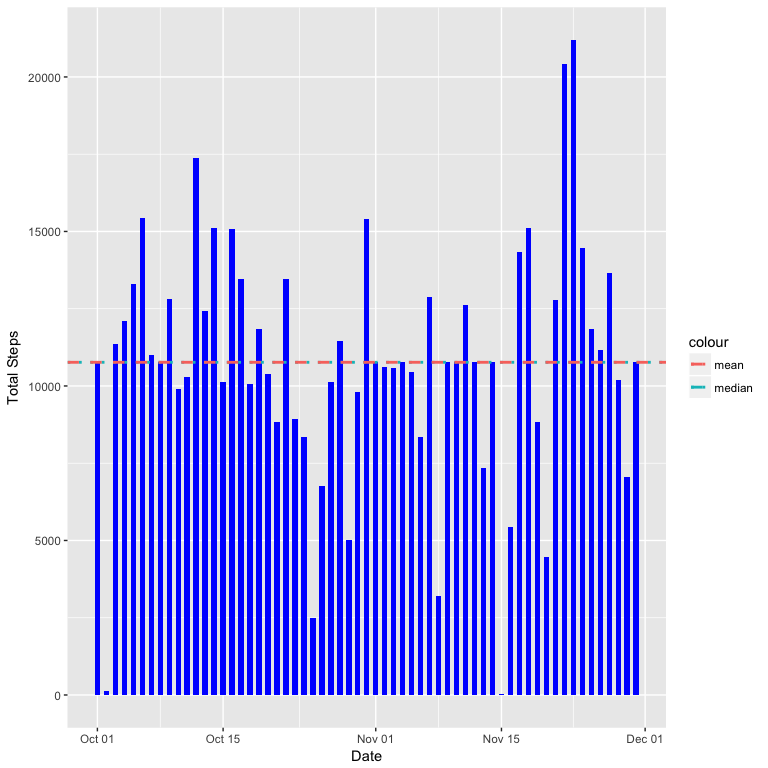 20000
15000
10000
5000
0
Total Steps
Oct 01
Oct 15
Nov 01
Nov 15
Dec 01
Date
colour
mean
median